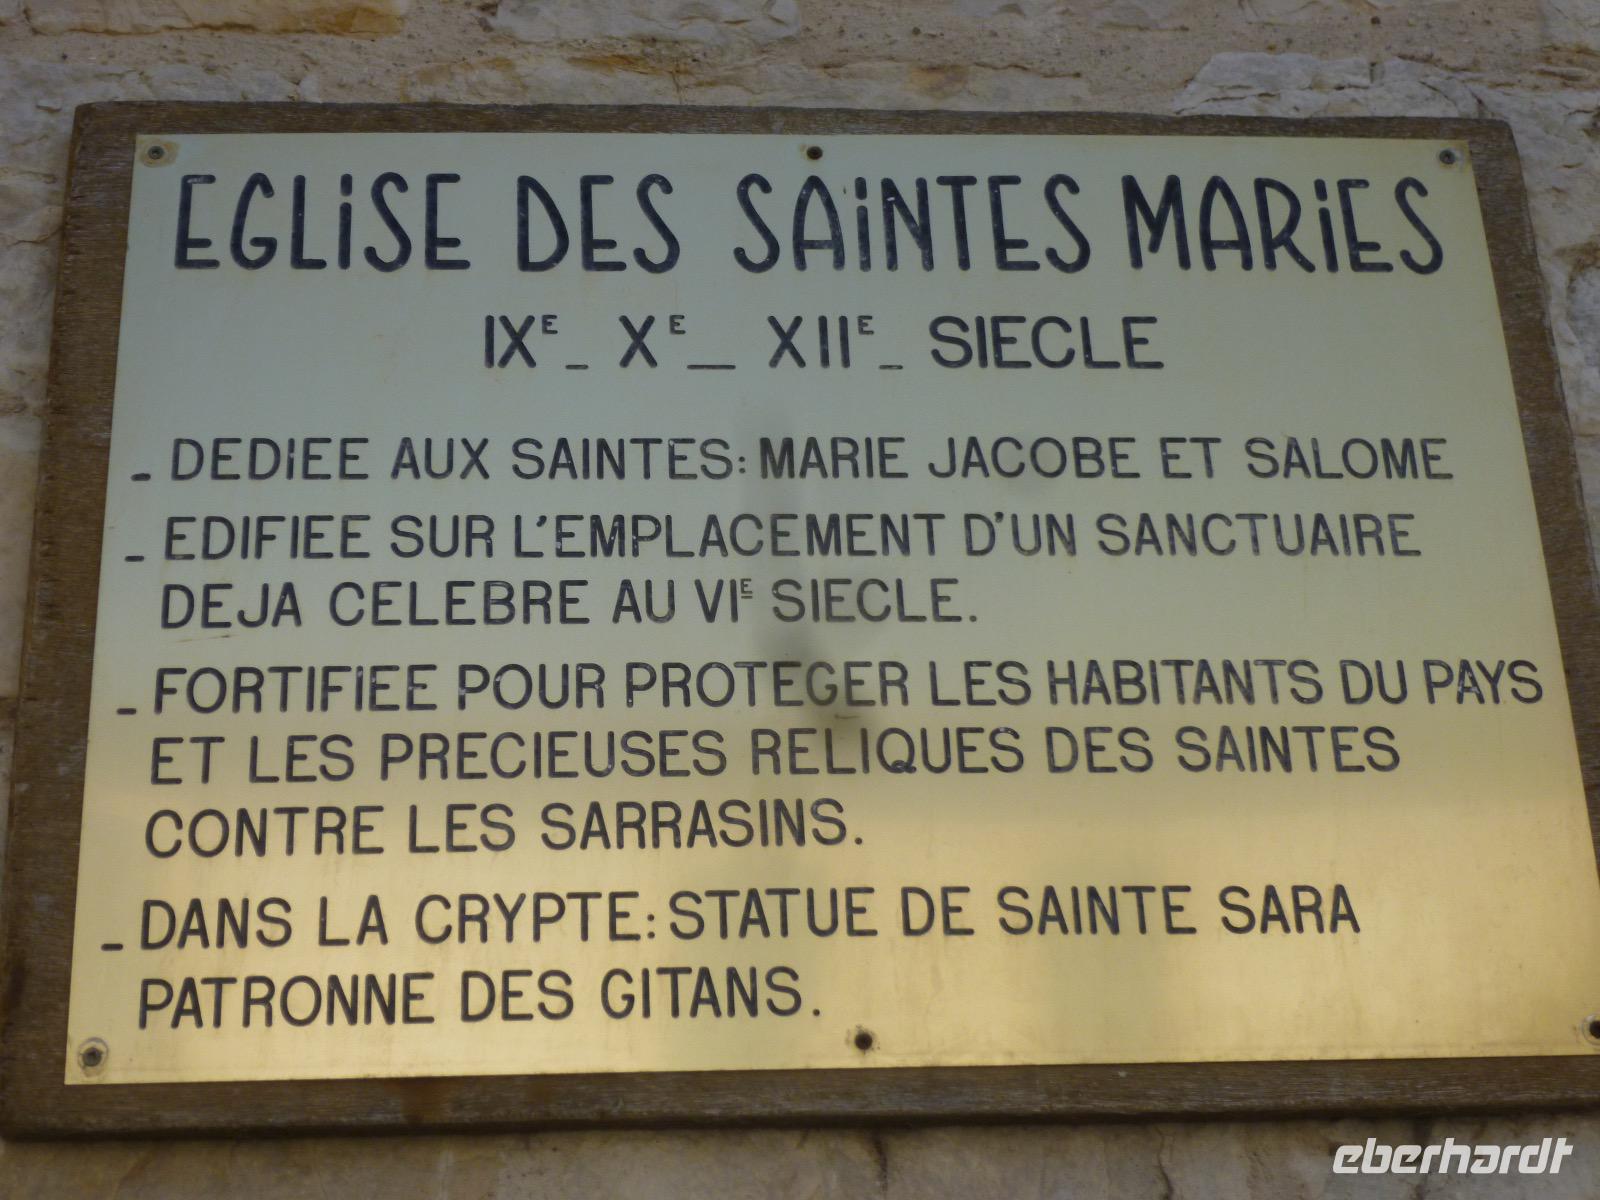 EGLiSE DES SAiNTES MARiES
IXE_ XE_ XIIE_ SIECLE
_ DEDiEE AUX SAINTES: MARIE JACOBE ET SALOME
_ EDIFIEE SUR L'EMPLACEMENT D'UN SANCTUAIRE
DEJA CELEBRE AU VIE SIECLE.
_ FORTIFIEE POUR PROTEGER LES HABITANTS DU PAYS
ET LES PRECIEUSES RELIQUES DES SAINTES
CONTRE LES SARRASINS.
_ DANS LA CRYPTE: STATUE DE SAINTE SARA
PATRONNE DES GITANS.
eberhardt